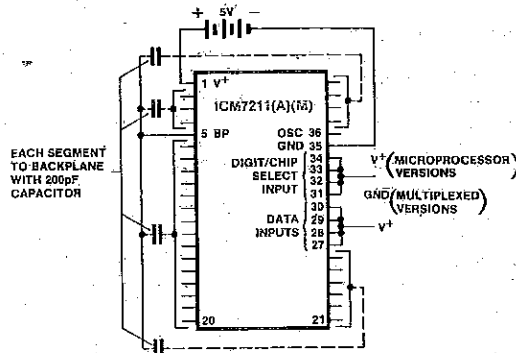 + 5V −
1 V+
ICM7211(A)(M)
5 BP
OSC 36
GND 35
EACH SEGMENT
TO BACKPLANE
WITH 200pF
CAPACITOR
DIGIT/CHIP
SELECT
INPUT
34
33
32
31
V+ (MICROPROCESSOR
VERSIONS
GND (MULTIPLEXED
VERSIONS)
DATA
INPUTS
30
29
28
27
V+
20
21